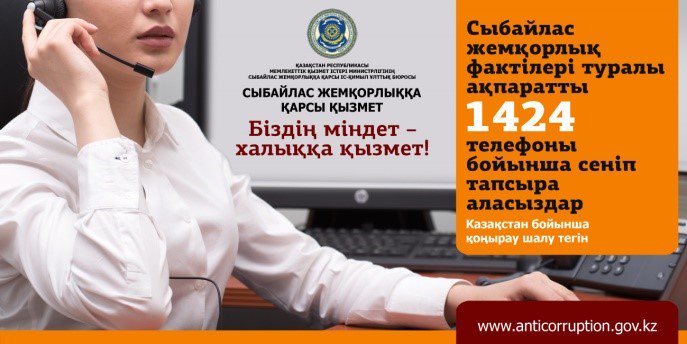 ҚАЗАҚСТАН РЕСПУБЛИКАСЫ
МЕМЛЕКЕТТІК ҚЫЗМЕТ ІСТЕРІ МИНИСТРЛІГІНІҢ
СЫБАЙЛАС ЖЕМҚОРЛЫҚҚА ҚАРСЫ ІС-ҚИМЫЛ ҰЛТТЫҚ БЮРОСЫ
СЫБАЙЛАС ЖЕМҚОРЛЫҚҚА
ҚАРСЫ ҚЫЗМЕТ
Біздің міндет –
халыққа қызмет!
Сыбайлас
жемқорлық
фактілері туралы
ақпаратты
1424
телефоны
бойынша сеніп
тапсыра
аласыздар
Казақстан бойынша
қоңырау шалу тегін
www.anticorruption.gov.kz